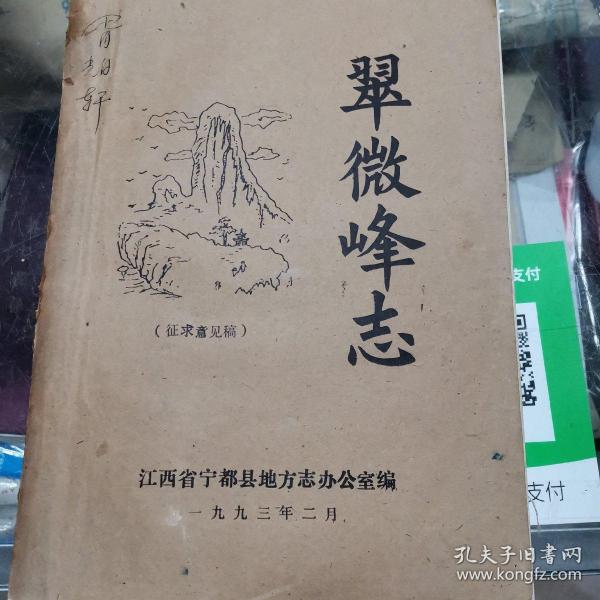 翠微峰志
（征求意见稿）
江西省宁都县地方志办公室编
一九九三年二月
支付
支付
孔夫子旧书网
www.kongfz.com